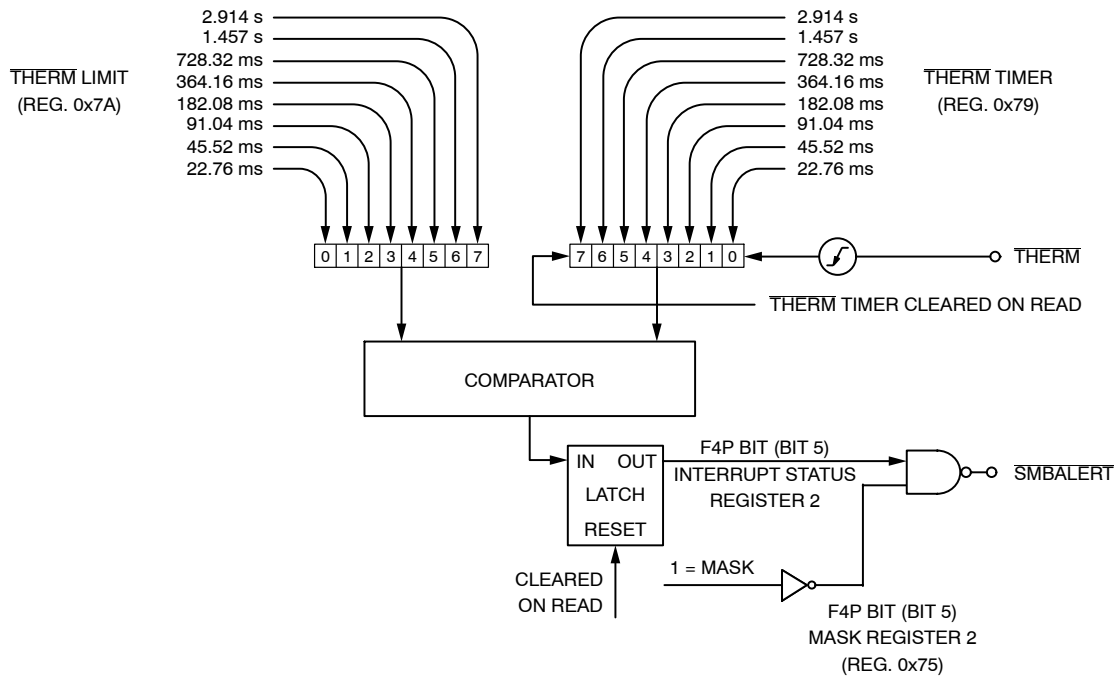 2.914 s
1.457 s
728.32 ms
364.16 ms
182.08 ms
91.04 ms
45.52 ms
22.76 ms
THERM LIMIT
(REG. 0x7A)
2.914 s
1.457 s
728.32 ms
364.16 ms
182.08 ms
91.04 ms
45.52 ms
22.76 ms
THERM TIMER
(REG. 0x79)
0 1 2 3 4 5 6 7
7 6 5 4 3 2 1 0
THERM
THERM TIMER CLEARED ON READ
COMPARATOR
IN OUT
LATCH
RESET
F4P BIT (BIT 5)
INTERRUPT STATUS
REGISTER 2
SMBALERT
CLEARED
ON READ
1 = MASK
F4P BIT (BIT 5)
MASK REGISTER 2
(REG. 0x75)